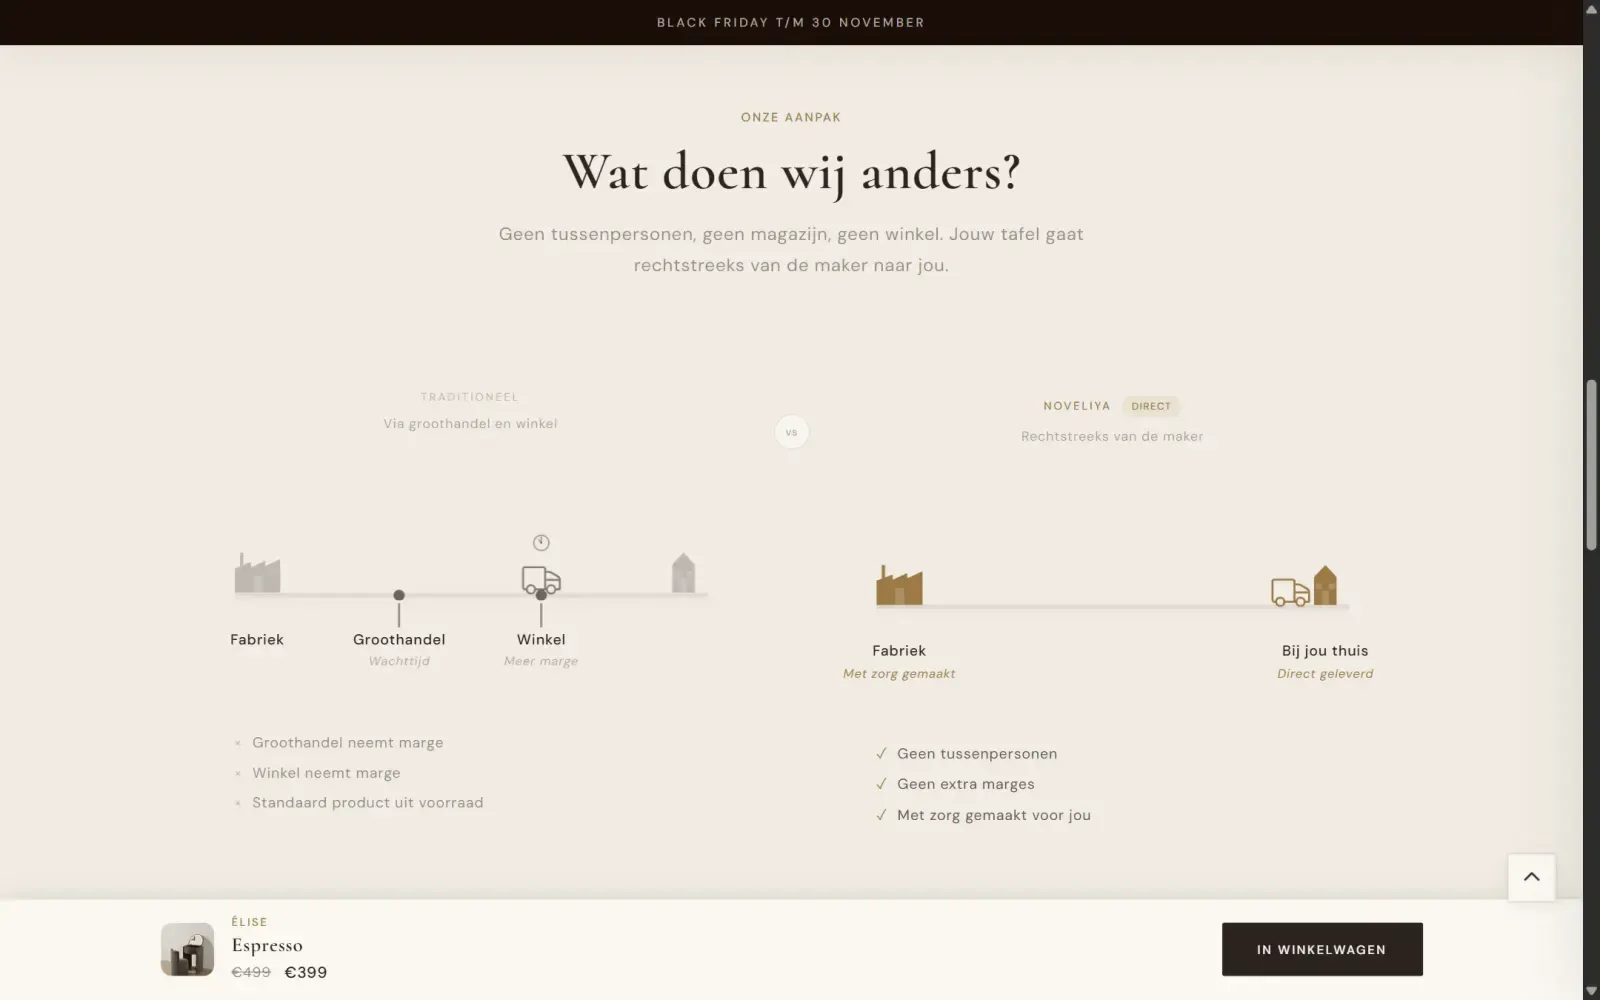 BLACK FRIDAY T/M 30 NOVEMBER
ONZE AANPAK
Wat doen wij anders?
Geen tussenpersonen, geen magazijn, geen winkel. Jouw tafel gaat
rechtstreeks van de maker naar jou.
TRADITIONEEL
Via groothandel en winkel
VS
NOVELIYA DIRECT
Rechtstreeks van de maker
Fabriek
Groothandel
Wachttijd
Winkel
Meer marge
× Groothandel neemt marge
× Winkel neemt marge
× Standaard product uit voorraad
Fabriek
Met zorg gemaakt
Bij jou thuis
Direct geleverd
✓ Geen tussenpersonen
✓ Geen extra marges
✓ Met zorg gemaakt voor jou
ÉLISE
Espresso
€499 €399
IN WINKELWAGEN